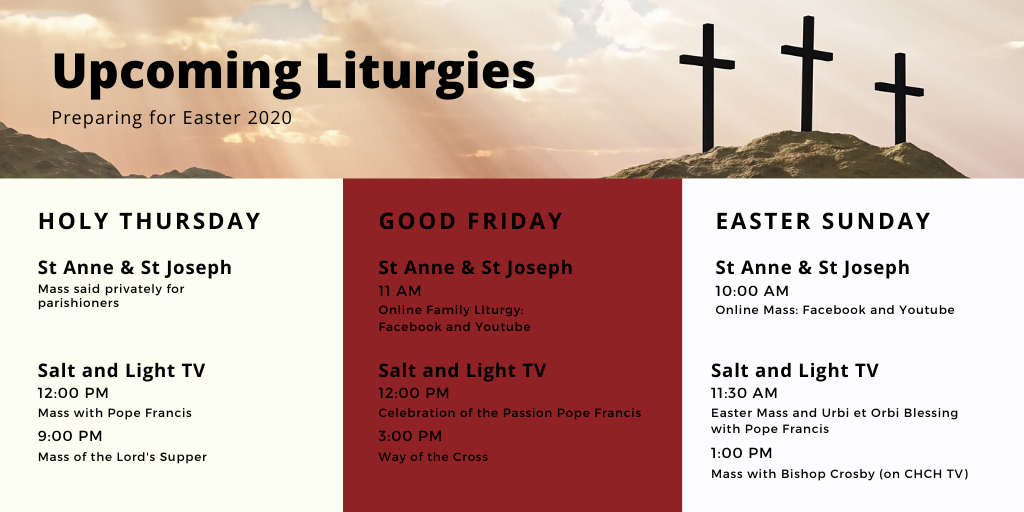 Upcoming Liturgies
Preparing for Easter 2020
HOLY THURSDAY
St Anne & St Joseph
Mass said privately for
parishioners
Salt and Light TV
12:00 PM
Mass with Pope Francis
9:00 PM
Mass of the Lord's Supper
GOOD FRIDAY
St Anne & St Joseph
11 AM
Online Family LIturgy:
Facebook and Youtube
Salt and Light TV
12:00 PM
Celebration of the Passion Pope Francis
3:00 PM
Way of the Cross
EASTER SUNDAY
St Anne & St Joseph
10:00 AM
Online Mass: Facebook and Youtube
Salt and Light TV
11:30 AM
Easter Mass and Urbi et Orbi Blessing
with Pope Francis
1:00 PM
Mass with Bishop Crosby (on CHCH TV)